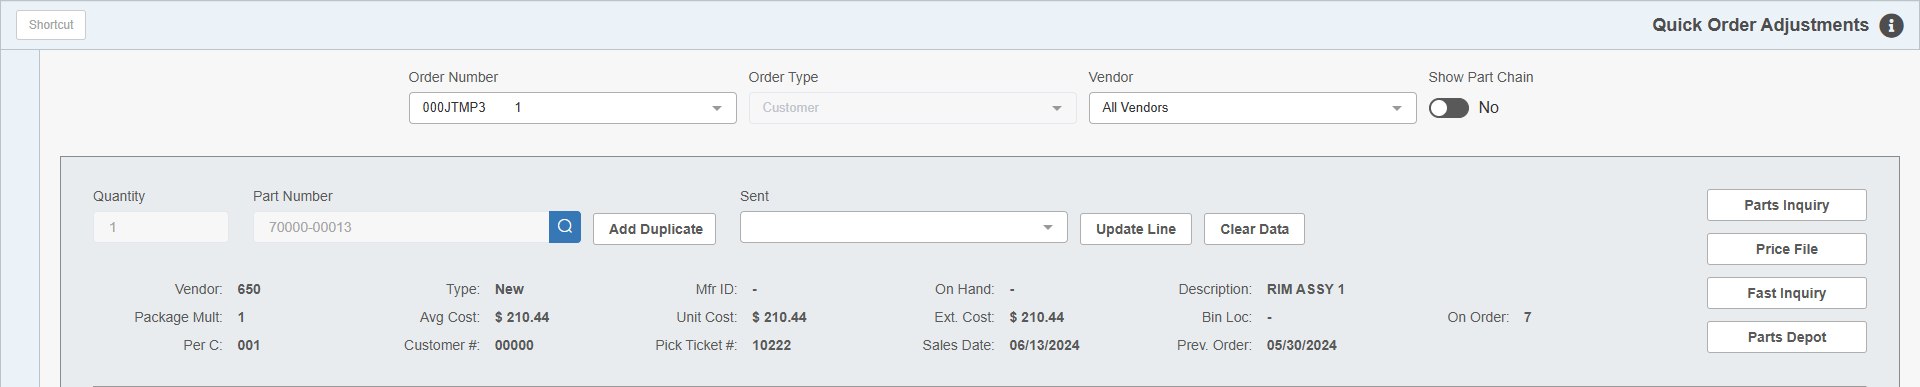 Shortcut
Quick Order Adjustments
Order Number
Order Type
Vendor
Show Part Chain
000JTMP3 1
Customer
All Vendors
No
Quantity
Part Number
Sent
1
70000-00013
Add Duplicate
Update Line
Clear Data
Parts Inquiry
Price File
Fast Inquiry
Parts Depot
Vendor: 650 Type: New Mfr ID: - On Hand: - Description: RIM ASSY 1
Package Mult: 1 Avg Cost: $ 210.44 Unit Cost: $ 210.44 Ext. Cost: $ 210.44 Bin Loc: - On Order: 7
Per C: 001 Customer #: 00000 Pick Ticket #: 10222 Sales Date: 06/13/2024 Prev. Order: 05/30/2024